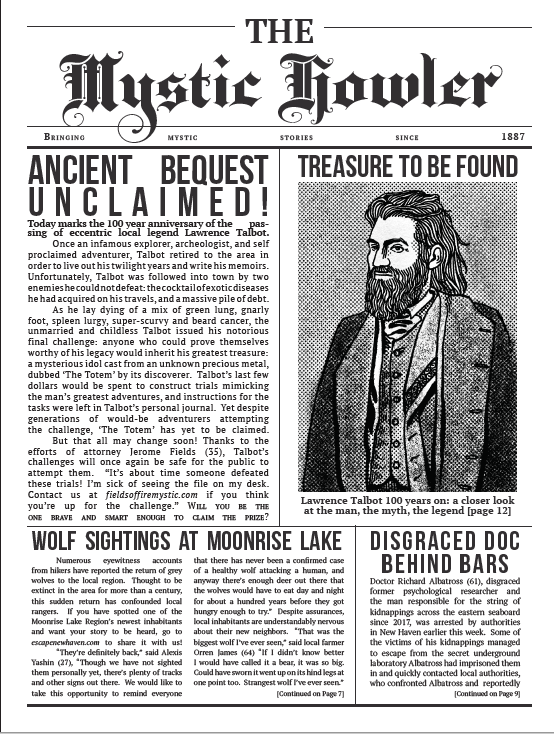 THE
Mystic Howler
BRINGING MYSTIC STORIES SINCE 1887
ANCIENT BEQUEST
UNCLAIMED!
Today marks the 100 year anniversary of the pas-
sing of eccentric local legend Lawrence Talbot.
Once an infamous explorer, archeologist, and self
proclaimed adventurer, Talbot retired to the area in
order to live out his twilight years and write his memoirs.
Unfortunately, Talbot was followed into town by two
enemies he could not defeat: the cocktail of exotic diseases
he had acquired on his travels, and a massive pile of debt.
As he lay dying of a mix of green lung, gnarly
foot, spleen lurgy, super-scurvy and beard cancer, the
unmarried and childless Talbot issued his notorious
final challenge: anyone who could prove themselves
worthy of his legacy would inherit his greatest treasure:
a mysterious idol cast from an unknown precious metal,
dubbed 'The Totem' by its discoverer. Talbot's last few
dollars would be spent to construct trials mimicking
the man's greatest adventures, and instructions for the
tasks were left in Talbot's personal journal. Yet despite
generations of would-be adventurers attempting
the challenge, 'The Totem' has yet to be claimed.
But that all may change soon! Thanks to the
efforts of attorney Jerome Fields (35), Talbot's
challenges will once again be safe for the public to
attempt them. "It's about time someone defeated
these trials! I'm sick of seeing the file on my desk.
Contact us at fieldsoffiremystic.com if you think
you're up for the challenge." WILL YOU BE THE
ONE BRAVE AND SMART ENOUGH TO CLAIM THE PRIZE?
TREASURE TO BE FOUND
Lawrence Talbot 100 years on: a closer look
at the man, the myth, the legend [page 12]
WOLF SIGHTINGS AT MOONRISE LAKE
Numerous eyewitness accounts
from hikers have reported the return of grey
wolves to the local region. Thought to be
extinct in the area for more than a century,
this sudden return has confounded local
rangers. If you have spotted one of the
Moonrise Lake Region's newest inhabitants
and want your story to be heard, go to
escapenewhaven.com to share it with us!
"They're definitely back," said Alexis
Yashin (27), "Though we have not sighted
them personally yet, there's plenty of tracks
and other signs out there. We would like to
take this opportunity to remind everyone
that there has never been a confirmed case
of a healthy wolf attacking a human, and
anyway there's enough deer out there that
the wolves would have to eat day and night
for about a hundred years before they got
hungry enough to try." Despite assurances,
local inhabitants are understandably nervous
about their new neighbors. "That was the
biggest wolf I've ever seen," said local farmer
Orren James (64) "If I didn't know better
I would have called it a bear, it was so big.
Could have sworn it went up on its hind legs at
one point too. Strangest wolf I've ever seen."
[Continued on Page 7]
DISGRACED DOC
BEHIND BARS
Doctor Richard Albatross (61), disgraced
former psychological researcher and
the man responsible for the string of
kidnappings across the eastern seaboard
since 2017, was arrested by authorities
in New Haven earlier this week. Some of
the victims of his kidnappings managed
to escape from the secret underground
laboratory Albatross had imprisoned them
in and quickly contacted local authorities,
who confronted Albatross and reportedly
[Continued on Page 9]